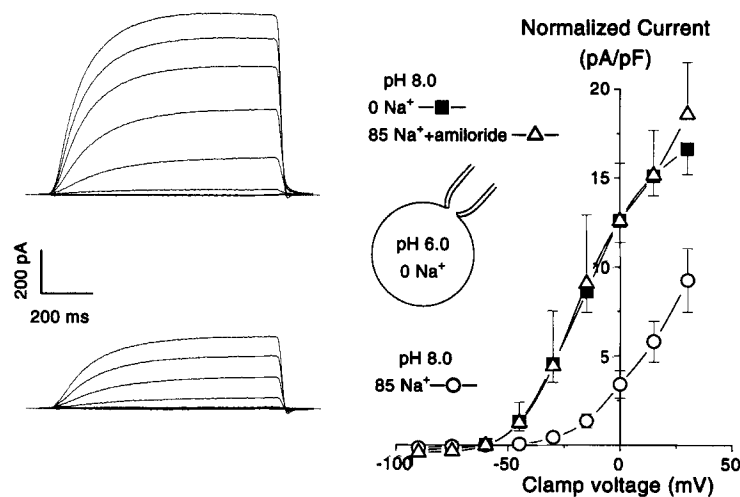 200 pA
200 ms
Normalized Current
(pA/pF)
pH 8.0
0 Na⁺
85 Na⁺+amiloride
pH 6.0
0 Na⁺
pH 8.0
85 Na⁺
20
15
10
5
-100
-50
0
50
Clamp voltage (mV)